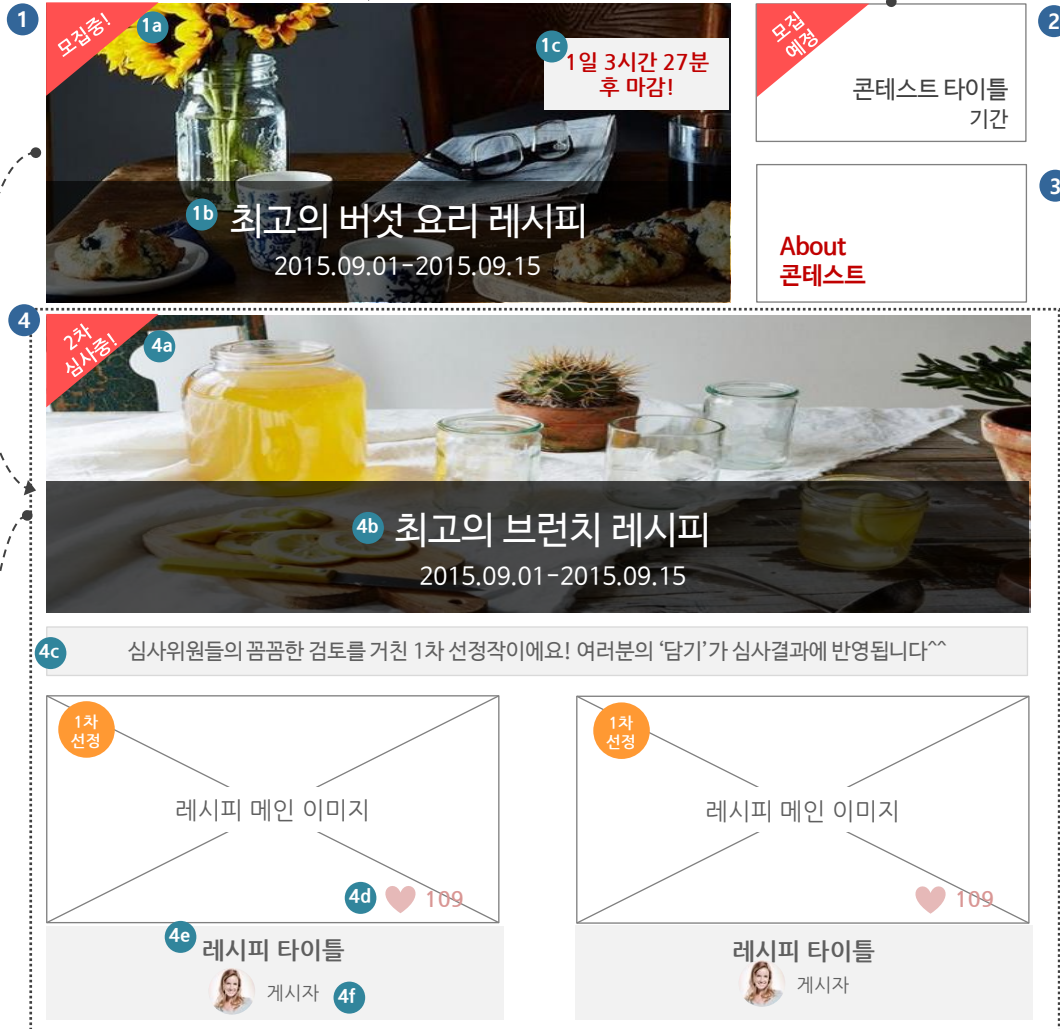 1
모집중!
1a
1c
1일 3시간 27분
후 마감!
1b
최고의 버섯 요리 레시피
2015.09.01-2015.09.15
모집
예정
2
콘테스트 타이틀
기간
3
About
콘테스트
4
2차
심사중!
4a
4b
최고의 브런치 레시피
2015.09.01-2015.09.15
4c
심사위원들의 꼼꼼한 검토를 거친 1차 선정작이에요! 여러분의 ‘담기’가 심사결과에 반영됩니다^^
1차
선정
레시피 메인 이미지
4d
109
4e
레시피 타이틀
게시자
4f
1차
선정
레시피 메인 이미지
109
레시피 타이틀
게시자